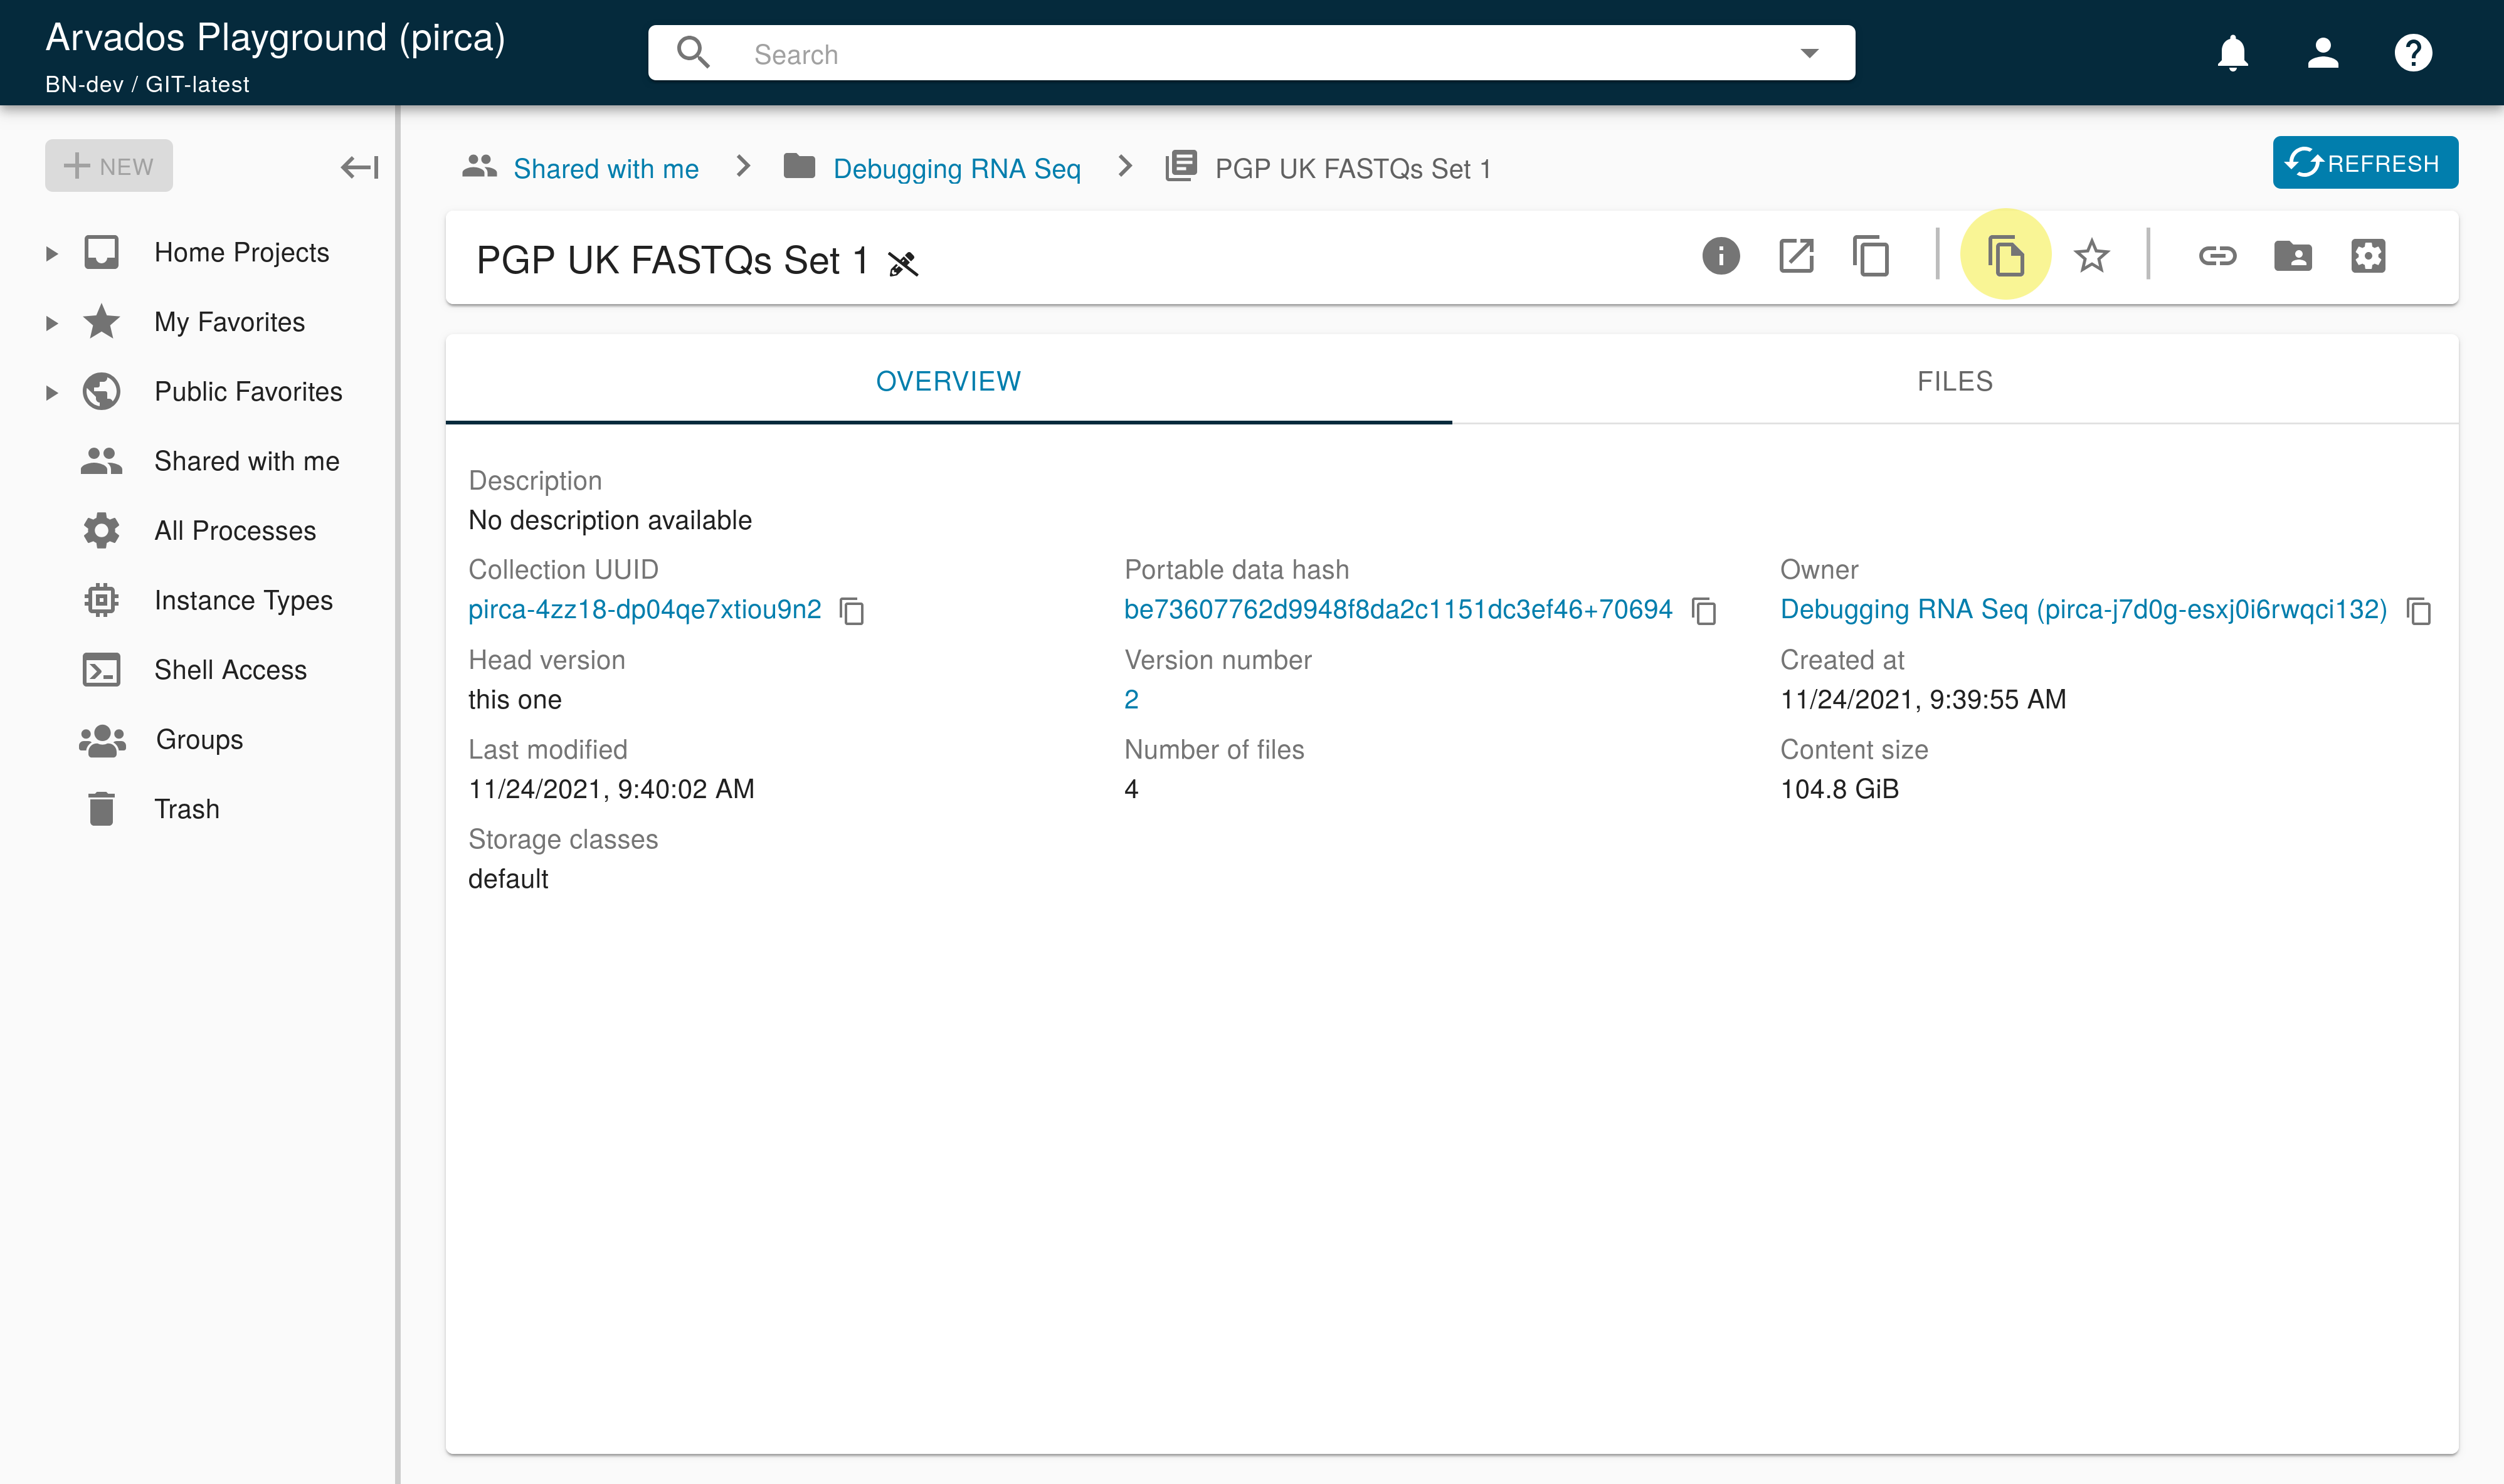 Arvados Playground (pirca)
BN-dev / GIT-latest
Search
NEW
Home Projects
My Favorites
Public Favorites
Shared with me
All Processes
Instance Types
Shell Access
Groups
Trash
Shared with me
Debugging RNA Seq
PGP UK FASTQs Set 1
REFRESH
PGP UK FASTQs Set 1
OVERVIEW
FILES
Description
No description available
Collection UUID
pirca-4zz18-dp04qe7xtiou9n2
Portable data hash
be73607762d9948f8da2c1151dc3ef46+70694
Owner
Debugging RNA Seq (pirca-j7d0g-esxj0i6rwqci132)
Head version
this one
Version number
2
Created at
11/24/2021, 9:39:55 AM
Last modified
11/24/2021, 9:40:02 AM
Number of files
4
Content size
104.8 GiB
Storage classes
default